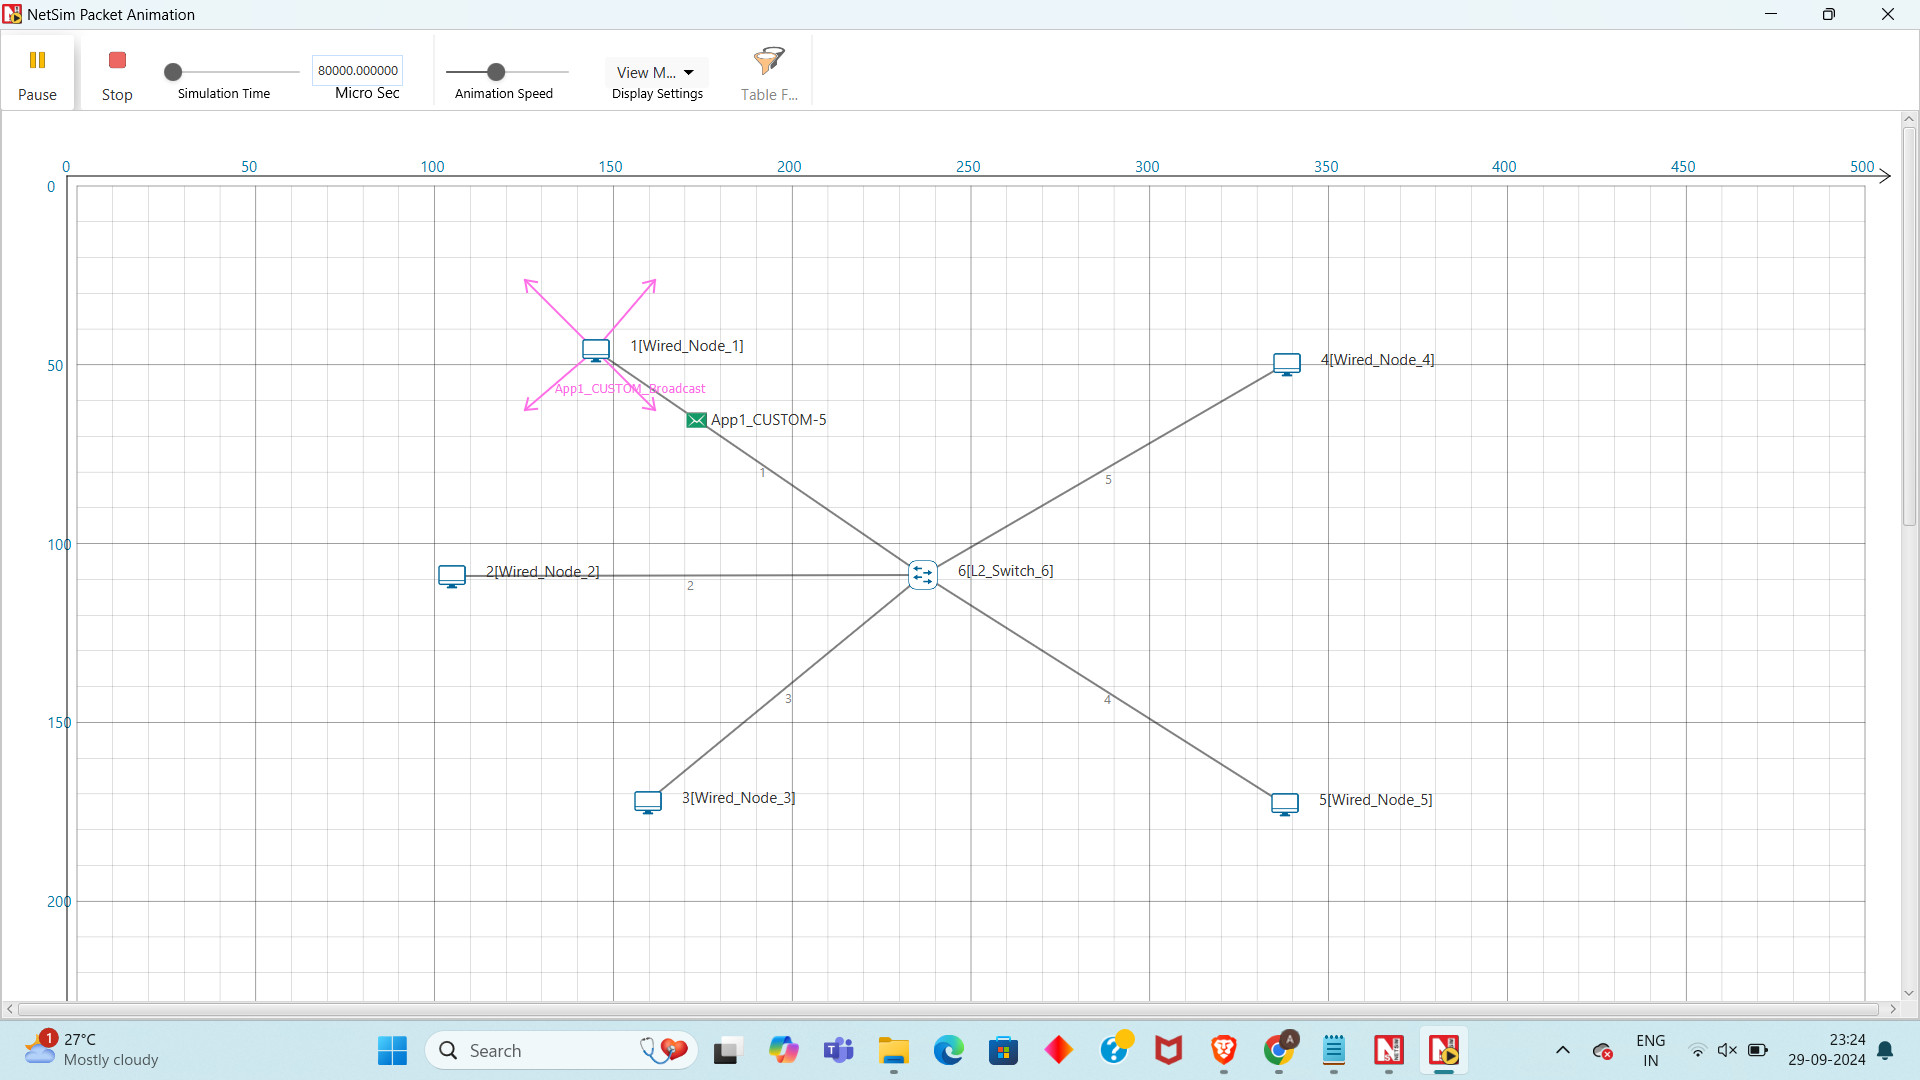 NetSim Packet Animation
Pause
Stop
Simulation Time
80000.000000
Micro Sec
Animation Speed
View M...
Display Settings
Table F...
0 50 100 150 200 250 300 350 400 450 500
0
1[Wired_Node_1]
4[Wired_Node_4]
50
App1_CUSTOM_Broadcast
App1_CUSTOM-5
1
5
100
2[Wired_Node_2]
6[L2_Switch_6]
2
3
4
150
3[Wired_Node_3]
5[Wired_Node_5]
200
1
27°C
Mostly cloudy
Search
A
ENG
IN
23:24
29-09-2024